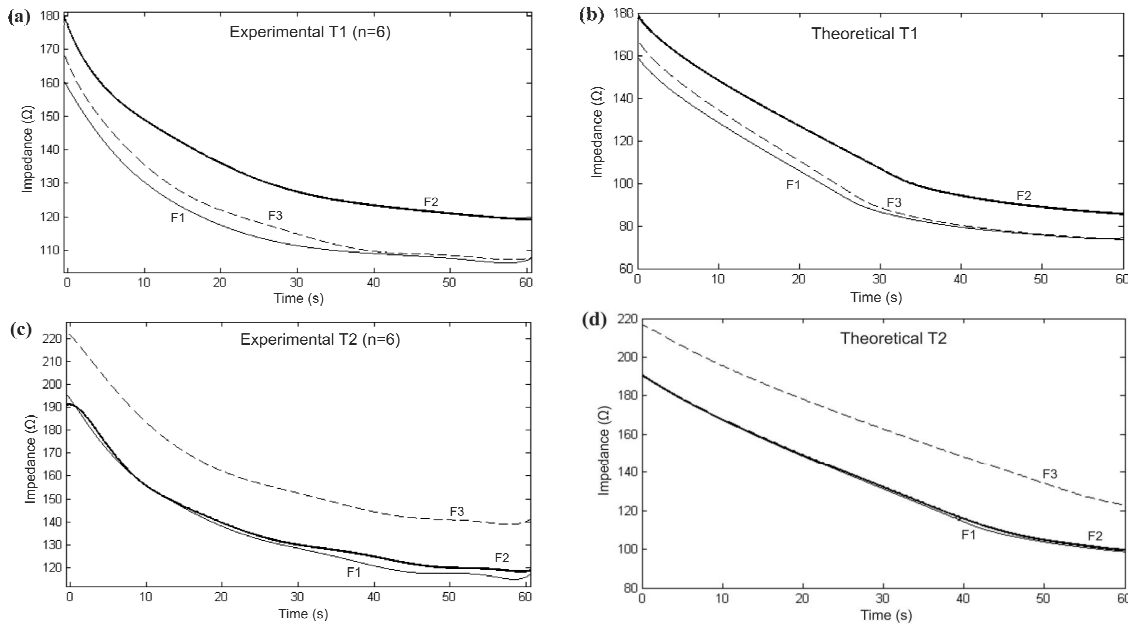 (a)
Experimental T1 (n=6)
180
170
160
150
140
130
120
110
Impedance (Ω)
F2
F3
F1
0 10 20 30 40 50 60
Time (s)
(b)
Theoretical T1
180
160
140
120
100
80
60
Impedance (Ω)
F2
F1
F3
0 10 20 30 40 50 60
Time (s)
(c)
Experimental T2 (n=6)
220
210
200
190
180
170
160
150
140
130
120
Impedance (Ω)
F3
F2
F1
0 10 20 30 40 50 60
Time (s)
(d)
Theoretical T2
220
200
180
160
140
120
100
80
Impedance (Ω)
F3
F1
F2
0 10 20 30 40 50 60
Time (s)